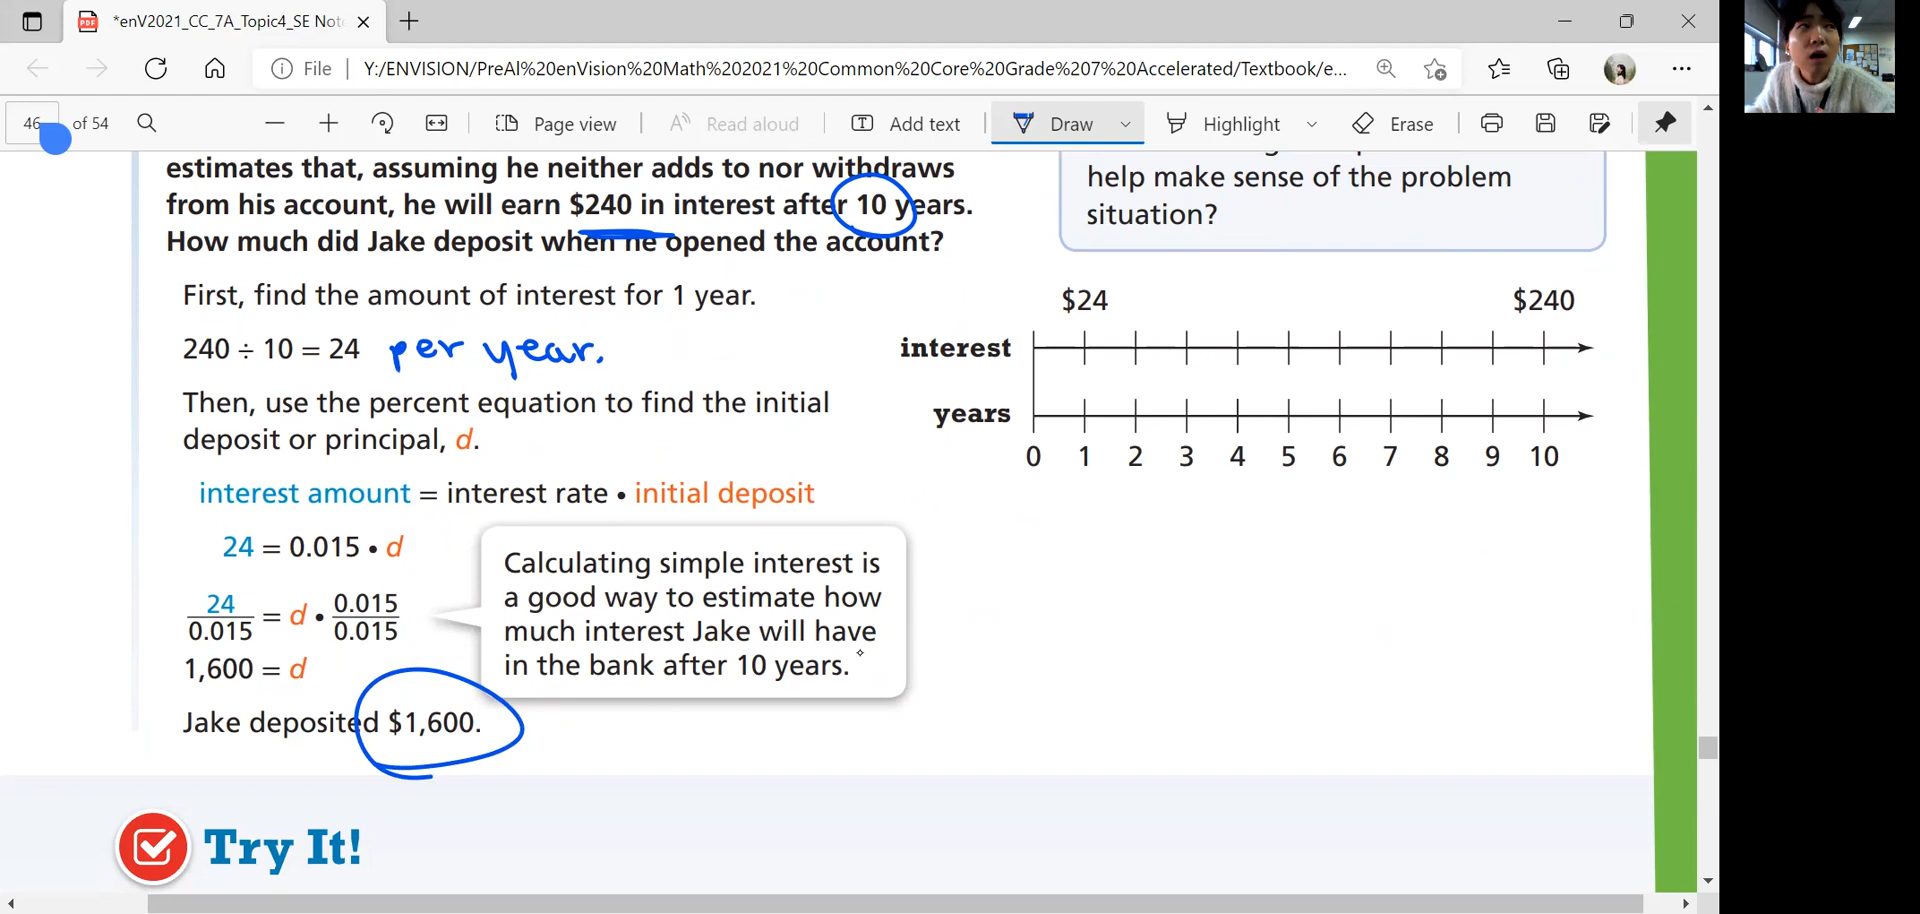 *enV2021_CC_7A_Topic4_SE Not
File
Y:/ENVISION/PreAl%20enVision%20Math%202021%20Common%20Core%20Grade%207%20Accelerated/Textbook/e...
46 of 54
Page view
Read aloud
Add text
Draw
Highlight
Erase
estimates that, assuming he neither adds to nor withdraws
from his account, he will earn $240 in interest after 10 years.
How much did Jake deposit when he opened the account?
First, find the amount of interest for 1 year.
240 ÷ 10 = 24 per year.
Then, use the percent equation to find the initial
deposit or principal, d.
interest amount = interest rate • initial deposit
24 = 0.015 • d
24/0.015 = d • 0.015/0.015
1,600 = d
Jake deposited $1,600.
Calculating simple interest is
a good way to estimate how
much interest Jake will have
in the bank after 10 years.
help make sense of the problem
situation?
$24 $240
interest
years
0 1 2 3 4 5 6 7 8 9 10
Try It!